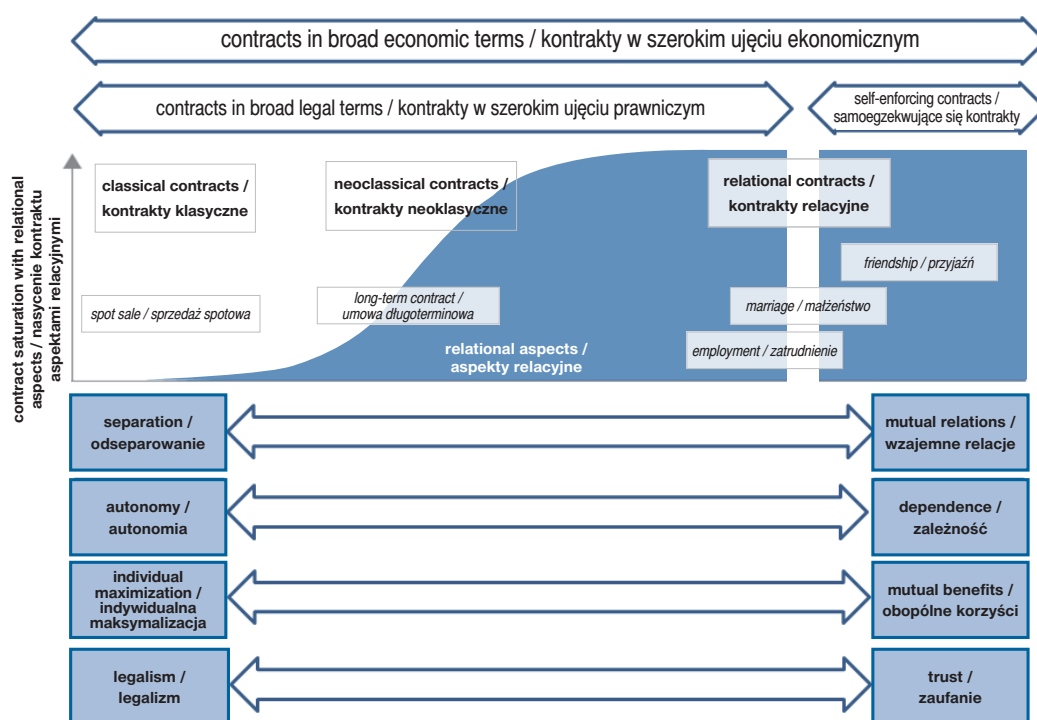 contracts in broad economic terms / kontrakty w szerokim ujęciu ekonomicznym
contracts in broad legal terms / kontrakty w szerokim ujęciu prawniczym
self-enforcing contracts /
samoegzekwujące się kontrakty
contract saturation with relational
aspects / nasycenie kontraktu
aspektami relacyjnymi
classical contracts /
kontrakty klasyczne
neoclassical contracts /
kontrakty neoklasyczne
relational contracts /
kontrakty relacyjne
friendship / przyjaźń
spot sale / sprzedaż spotowa
long-term contract /
umowa długoterminowa
marriage / małżeństwo
relational aspects /
aspekty relacyjne
employment / zatrudnienie
separation /
odseparowanie
mutual relations /
wzajemne relacje
autonomy /
autonomia
dependence /
zależność
individual
maximization /
indywidualna
maksymalizacja
mutual benefits /
obopólne korzyści
legalism /
legalizm
trust /
zaufanie